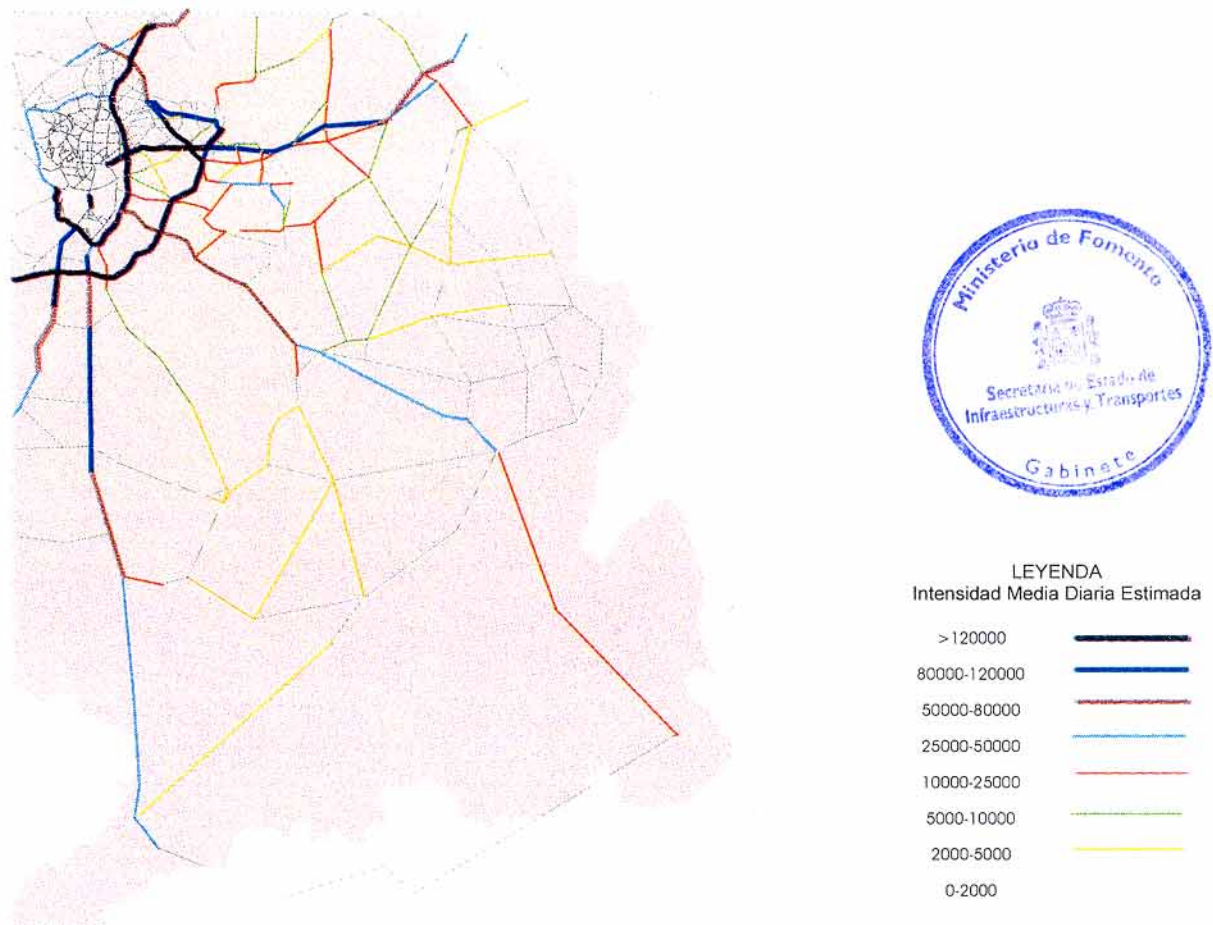 Ministerio de Fomento
Secretaría de Estado de
Infraestructuras y Transportes
Gabinete
LEYENDA
Intensidad Media Diaria Estimada
>120000
80000-120000
50000-80000
25000-50000
10000-25000
5000-10000
2000-5000
0-2000